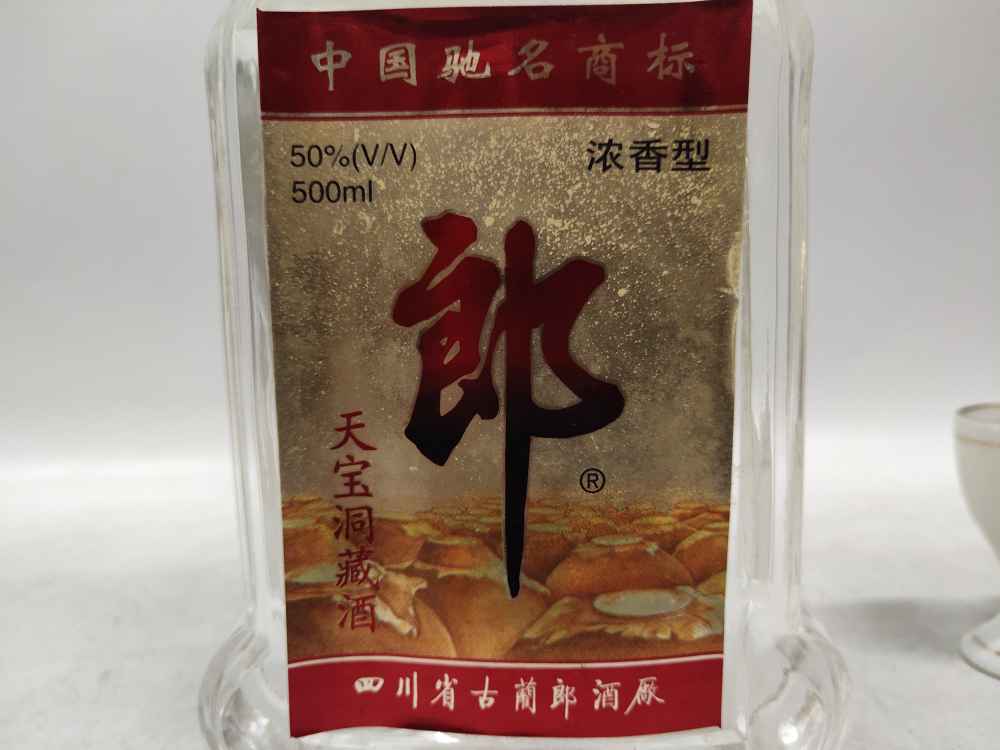 中国驰名商标
50%(V/V)
500ml
浓香型
郎
®
天宝洞藏酒
四川省古蔺郎酒厰